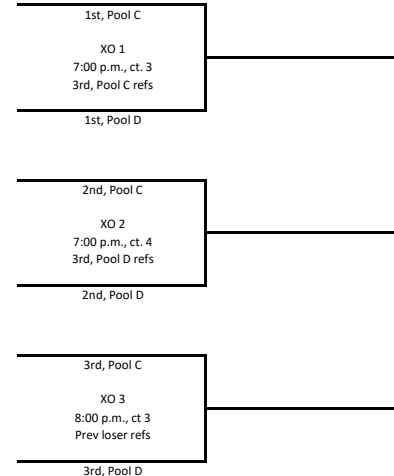 1st, Pool C
XO 1
7:00 p.m., ct. 3
3rd, Pool C refs
1st, Pool D
2nd, Pool C
XO 2
7:00 p.m., ct. 4
3rd, Pool D refs
2nd, Pool D
3rd, Pool C
XO 3
8:00 p.m., ct 3
Prev loser refs
3rd, Pool D